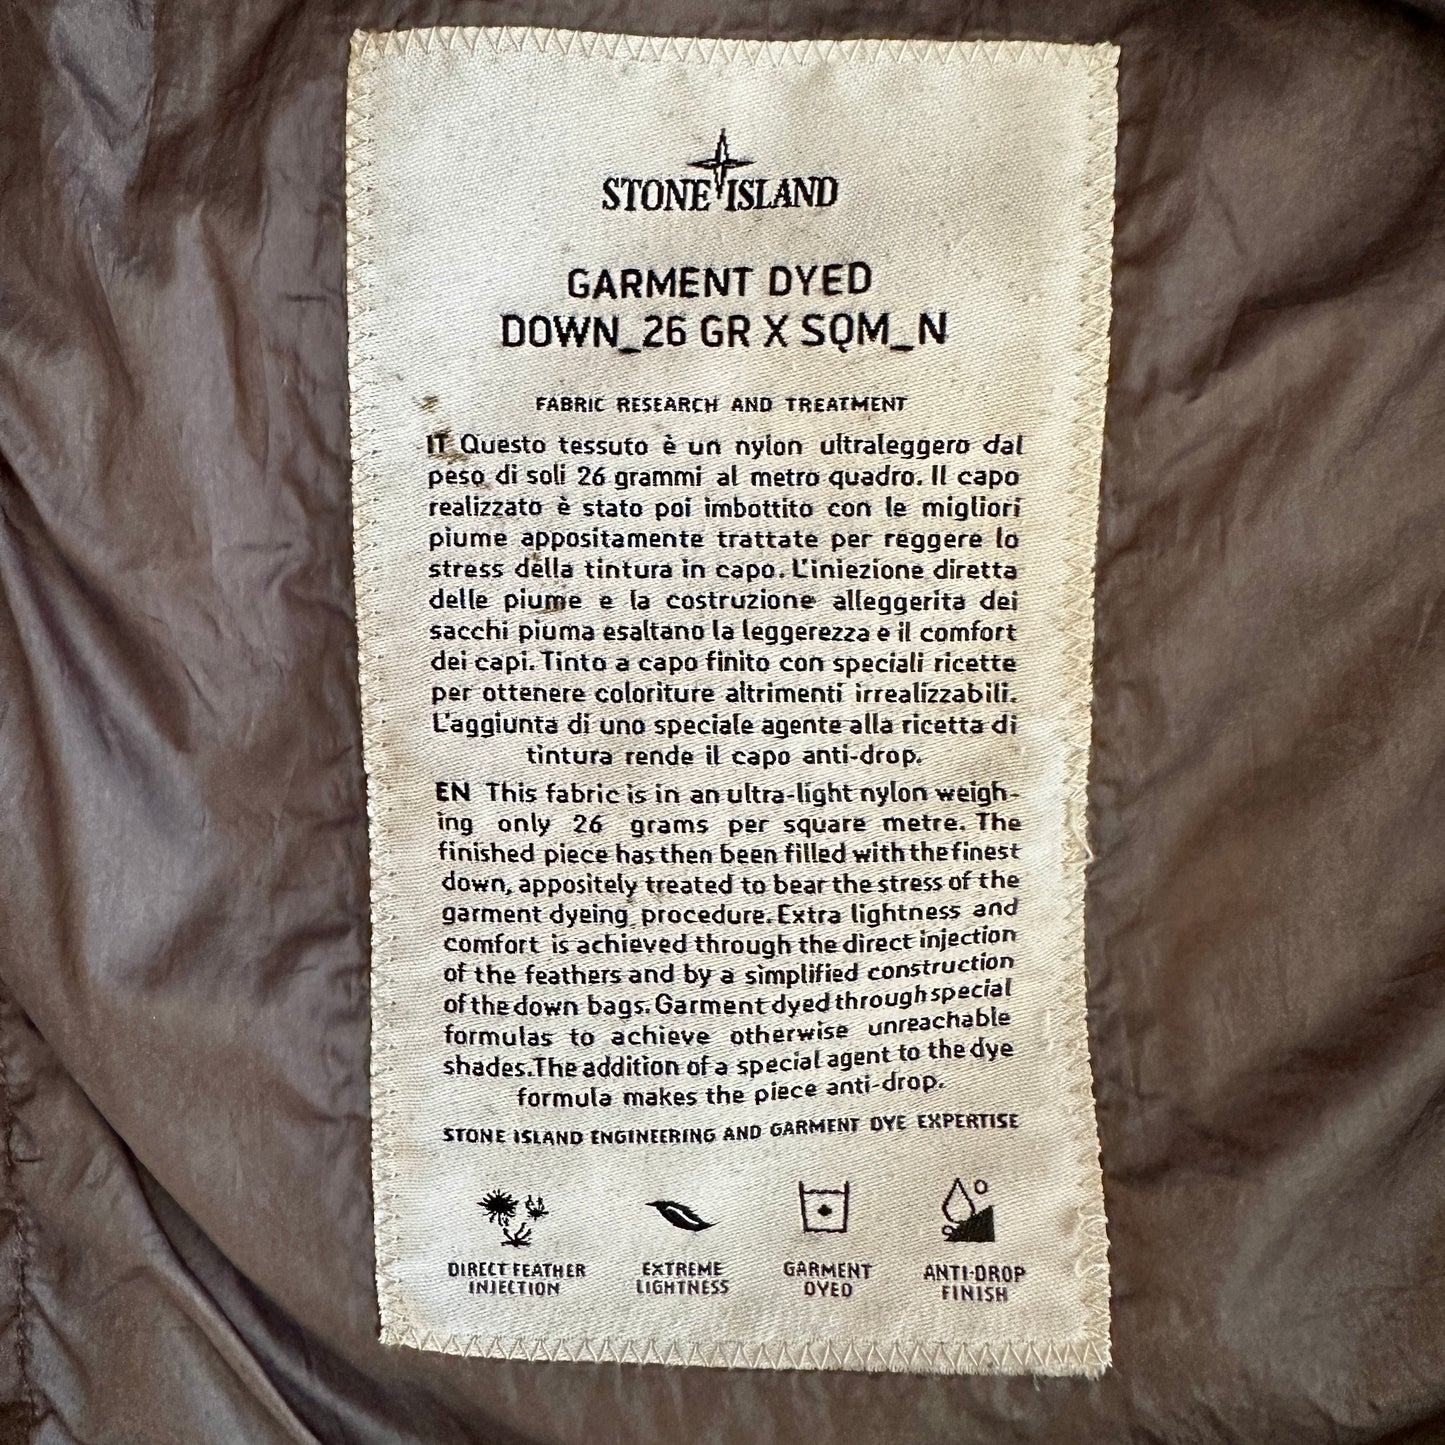 STONE ISLAND
GARMENT DYED
DOWN_26 GR X SQM_N
FABRIC RESEARCH AND TREATMENT
IT Questo tessuto è un nylon ultraleggero dal
peso di soli 26 grammi al metro quadro. Il capo
realizzato è stato poi imbottito con le migliori
piume appositamente trattate per reggere lo
stress della tintura in capo. L'iniezione diretta
delle piume e la costruzione alleggerita dei
sacchi piuma esaltano la leggerezza e il comfort
dei capi. Tinto a capo finito con speciali ricette
per ottenere coloriture altrimenti irrealizzabili.
L'aggiunta di uno speciale agente alla ricetta di
tintura rende il capo anti-drop.
EN This fabric is in an ultra-light nylon weigh-
ing only 26 grams per square metre. The
finished piece has then been filled with the finest
down, appositely treated to bear the stress of the
garment dyeing procedure. Extra lightness and
comfort is achieved through the direct injection
of the feathers and by a simplified construction
of the down bags. Garment dyed through special
formulas to achieve otherwise unreachable
shades. The addition of a special agent to the dye
formula makes the piece anti-drop.
STONE ISLAND ENGINEERING AND GARMENT DYE EXPERTISE
DIRECT FEATHER
INJECTION
EXTREME
LIGHTNESS
GARMENT
DYED
ANTI-DROP
FINISH